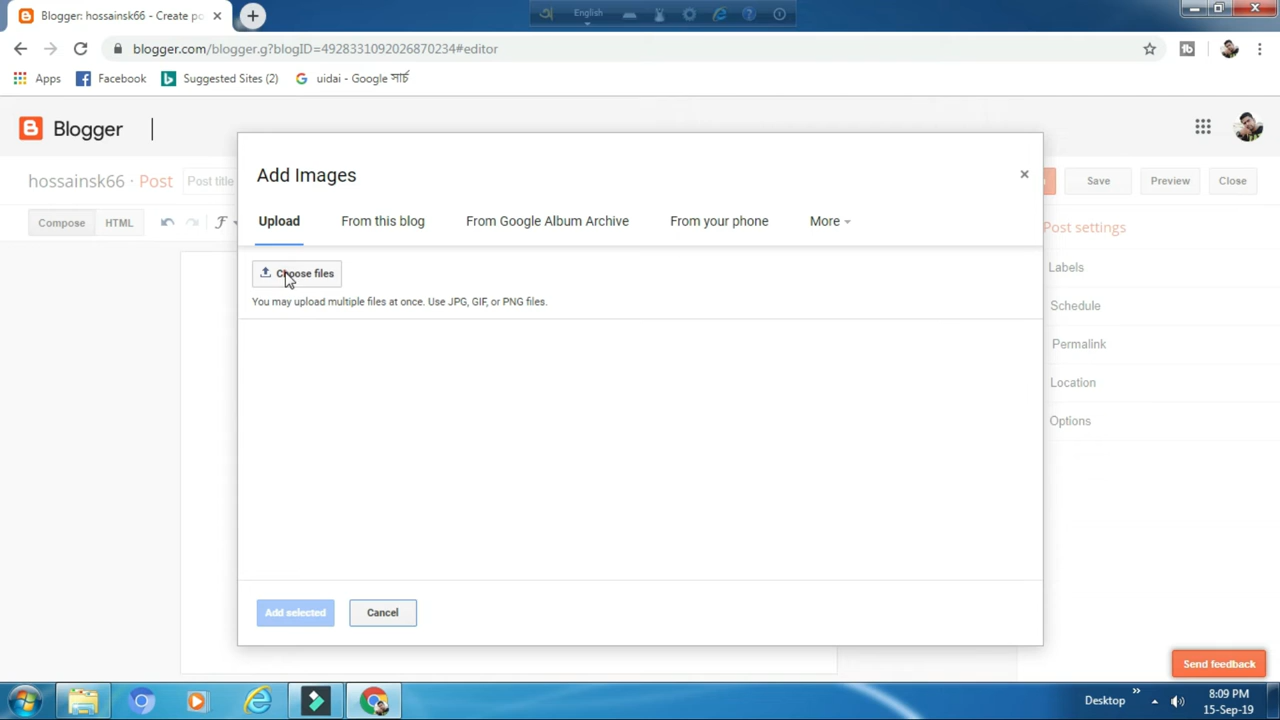 Blogger: hossainsk66 - Create po
English
blogger.com/blogger.g?blogID=4928331092026870234#editor
Apps Facebook Suggested Sites (2) uidai - Google সার্চ
Blogger
Add Images
hossainsk66 · Post Post title Save Preview Close
Upload From this blog From Google Album Archive From your phone More
Compose HTML
Post settings
Choose files
Labels
You may upload multiple files at once. Use JPG, GIF, or PNG files.
Schedule
Permalink
Location
Options
Add selected Cancel
Send feedback
8:09 PM
Desktop
15-Sep-19